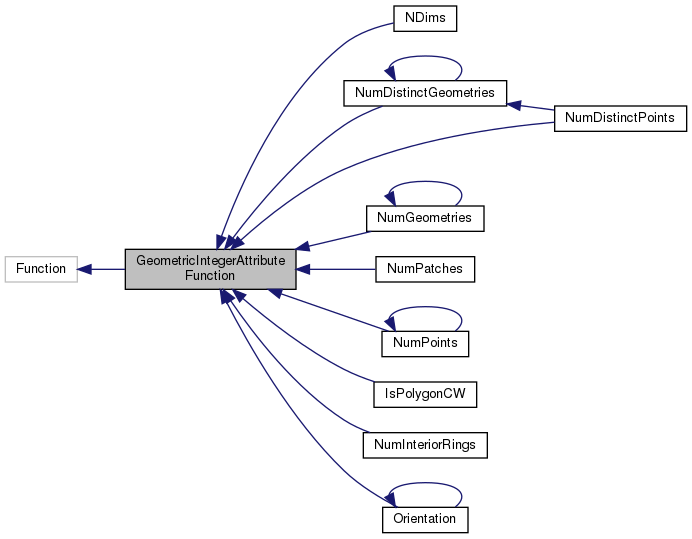 NDims
NumDistinctGeometries
NumDistinctPoints
NumGeometries
Function
GeometricIntegerAttribute
Function
NumPatches
NumPoints
IsPolygonCW
NumInteriorRings
Orientation